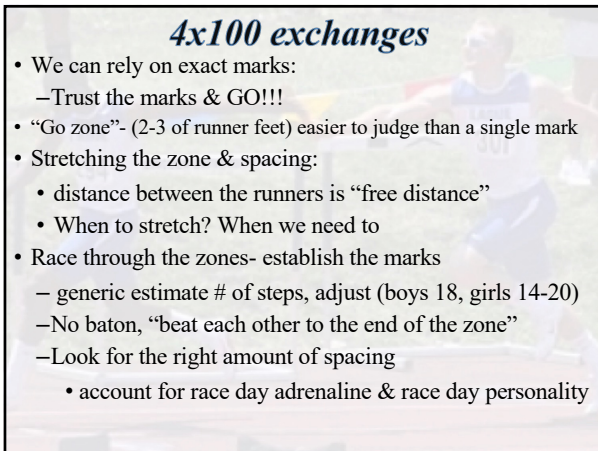 4x100 exchanges
• We can rely on exact marks:
–Trust the marks & GO!!!
• “Go zone”- (2-3 of runner feet) easier to judge than a single mark
• Stretching the zone & spacing:
• distance between the runners is “free distance”
• When to stretch? When we need to
• Race through the zones- establish the marks
– generic estimate # of steps, adjust (boys 18, girls 14-20)
–No baton, “beat each other to the end of the zone”
–Look for the right amount of spacing
• account for race day adrenaline & race day personality